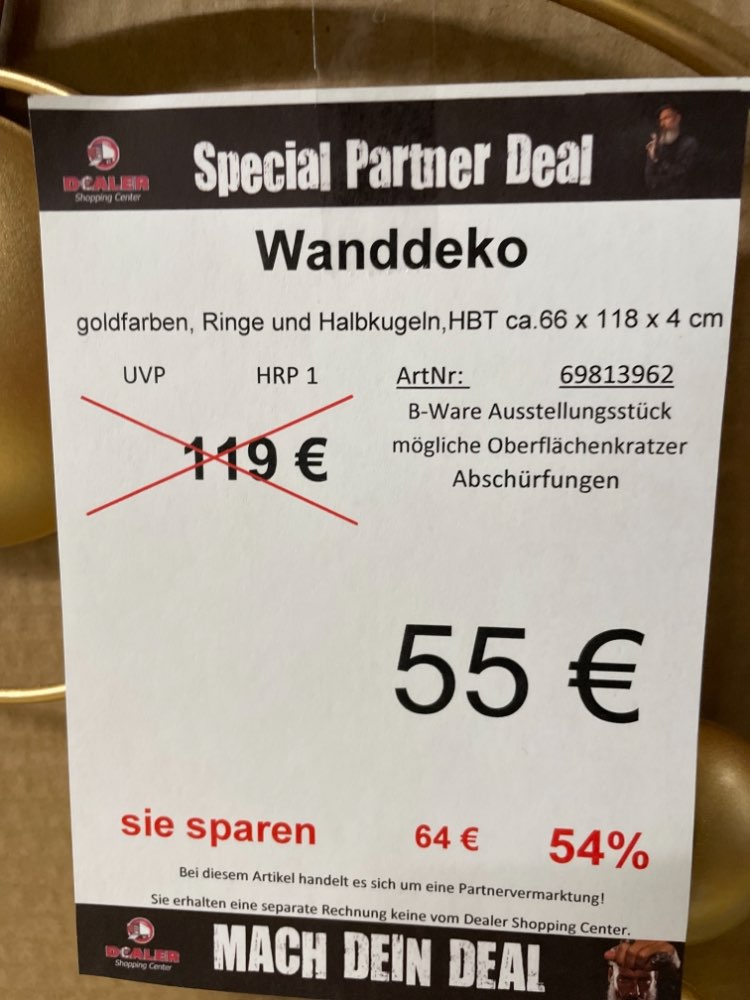 DEALER
Shopping Center
Special Partner Deal
Wanddeko
goldfarben, Ringe und Halbkugeln,HBT ca.66 x 118 x 4 cm
UVP HRP 1 ArtNr: 69813962
B-Ware Ausstellungsstück
119 € mögliche Oberflächenkratzer
Abschürfungen
55 €
sie sparen 64 € 54%
Bei diesem Artikel handelt es sich um eine Partnervermarktung!
Sie erhalten eine separate Rechnung keine vom Dealer Shopping Center.
DEALER
Shopping Center
MACH DEIN DEAL